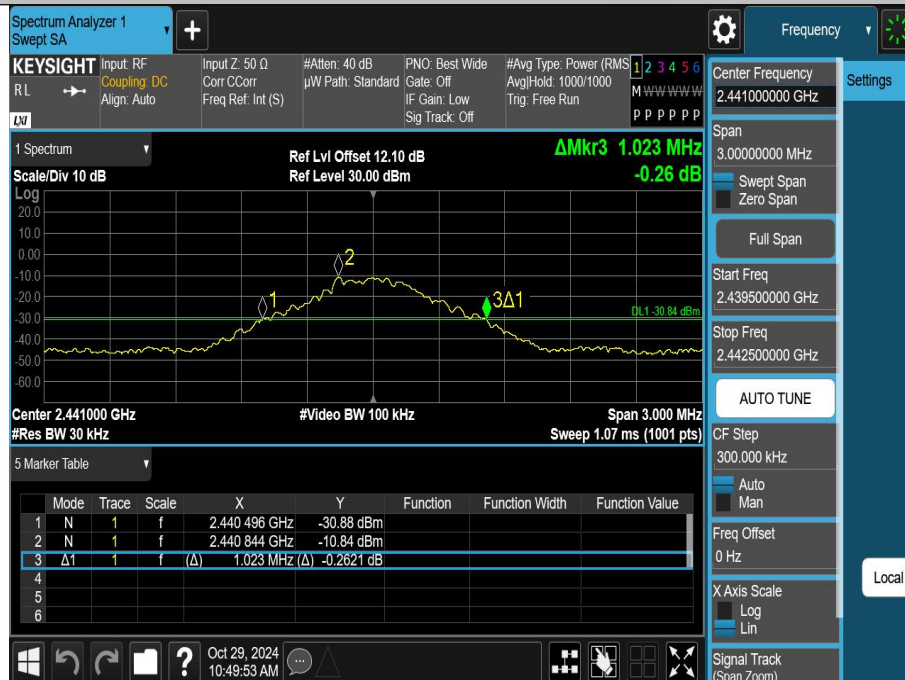 Spectrum Analyzer 1
Swept SA
+
Frequency
KEYSIGHT
RL
LXI
Input: RF
Coupling: DC
Align: Auto
Input Z: 50 Ω
Corr CCorr
Freq Ref: Int (S)
#Atten: 40 dB
µW Path: Standard
PNO: Best Wide
Gate: Off
IF Gain: Low
Sig Track: Off
#Avg Type: Power (RMS
Avg|Hold: 1000/1000
Trig: Free Run
1 2 3 4 5 6
M W W W W W
P P P P P P
1 Spectrum
Scale/Div 10 dB
Ref Lvl Offset 12.10 dB
Ref Level 30.00 dBm
ΔMkr3 1.023 MHz
-0.26 dB
Log
20.0
10.0
0.00
-10.0
-20.0
-30.0
-40.0
-50.0
-60.0
2
1
3Δ1
DL1 -30.84 dBm
Center 2.441000 GHz
#Video BW 100 kHz
Span 3.000 MHz
#Res BW 30 kHz
Sweep 1.07 ms (1001 pts)
5 Marker Table
Mode Trace Scale X Y Function Function Width Function Value
1 N 1 f 2.440 496 GHz -30.88 dBm
2 N 1 f 2.440 844 GHz -10.84 dBm
3 Δ1 1 f (Δ) 1.023 MHz (Δ) -0.2621 dB
4
5
6
?
Oct 29, 2024
10:49:53 AM
Center Frequency
2.441000000 GHz
Settings
Span
3.00000000 MHz
Swept Span
Zero Span
Full Span
Start Freq
2.439500000 GHz
Stop Freq
2.442500000 GHz
AUTO TUNE
CF Step
300.000 kHz
Auto
Man
Freq Offset
0 Hz
Local
X Axis Scale
Log
Lin
Signal Track
(Span Zoom)